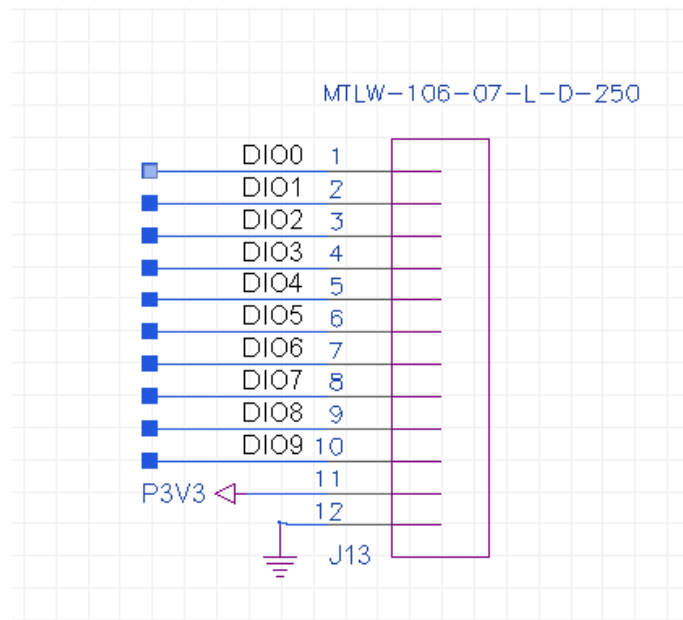 MTLW-106-07-L-D-250
DIO0 1
DIO1 2
DIO2 3
DIO3 4
DIO4 5
DIO5 6
DIO6 7
DIO7 8
DIO8 9
DIO9 10
11
P3V3
12
J13